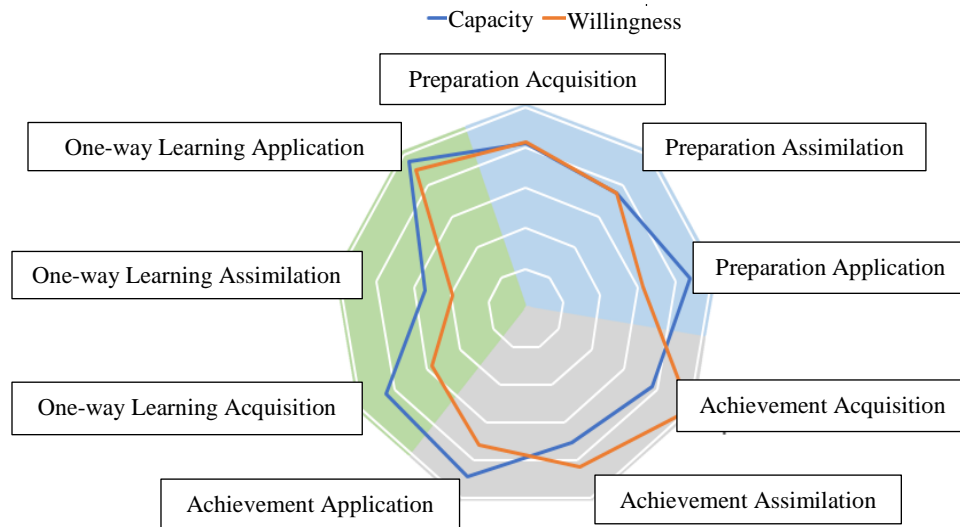 Capacity Willingness
Preparation Acquisition
One-way Learning Application
Preparation Assimilation
One-way Learning Assimilation
Preparation Application
One-way Learning Acquisition
Achievement Acquisition
Achievement Application
Achievement Assimilation